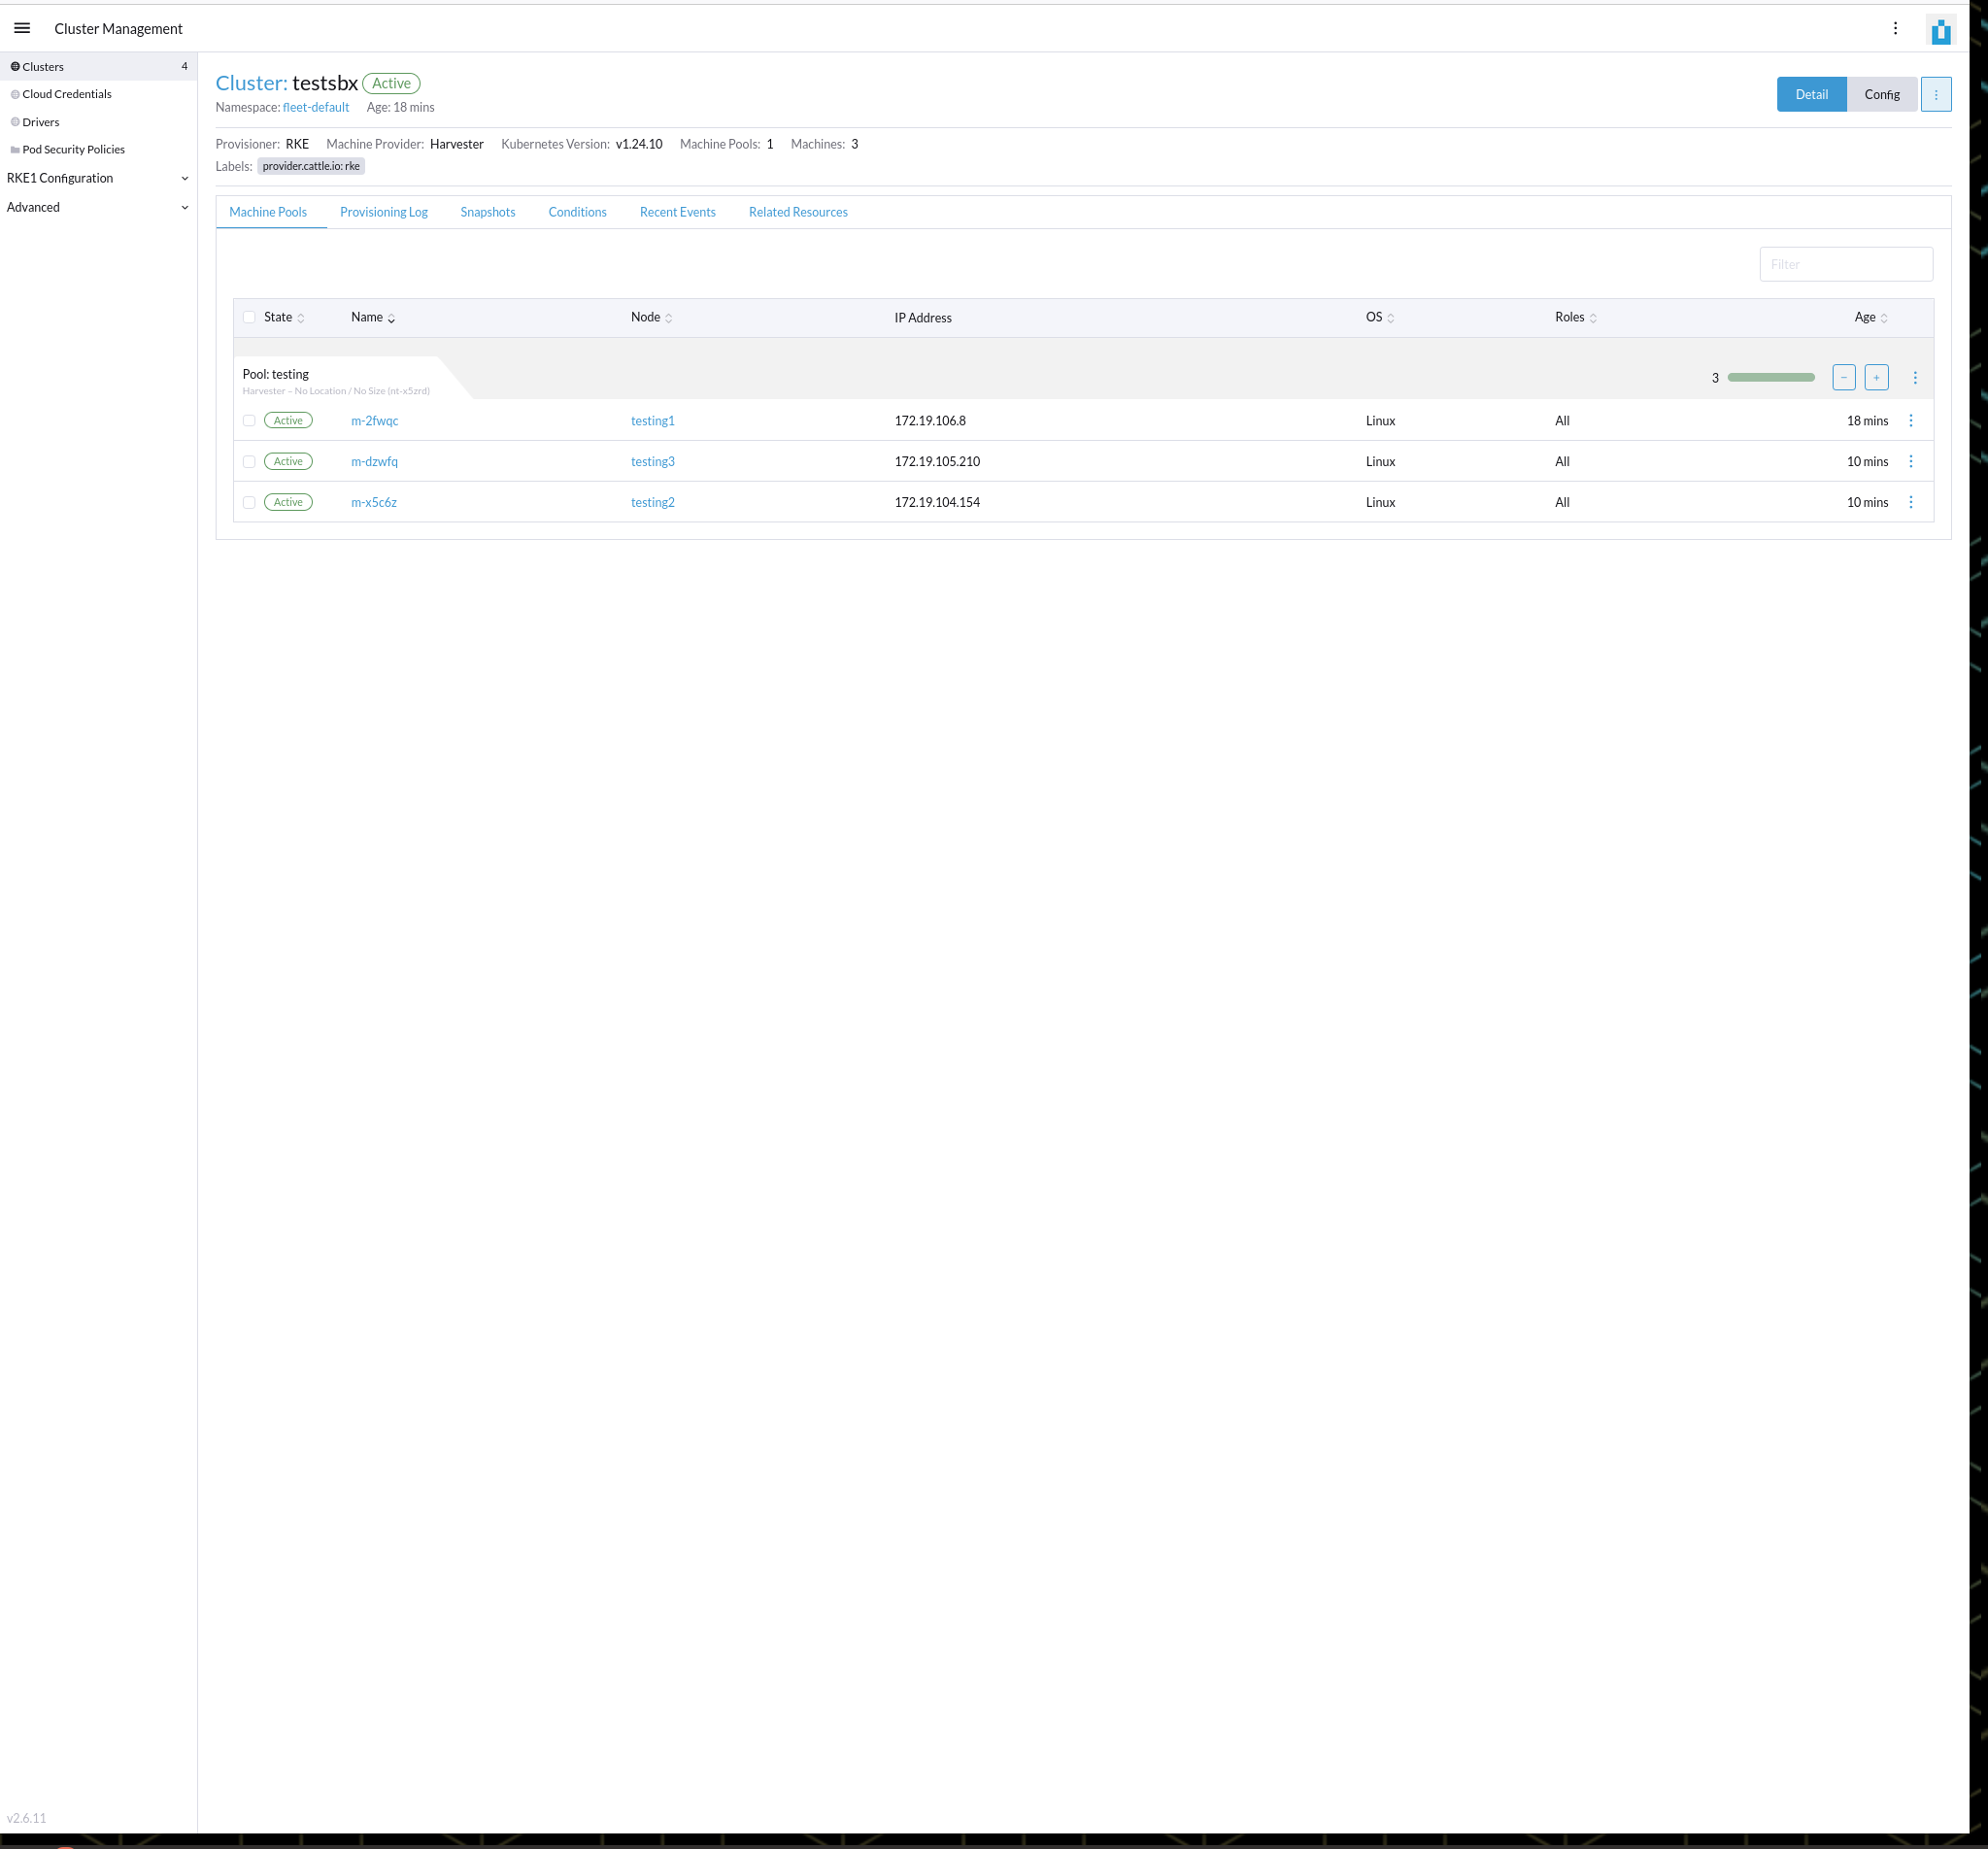 Cluster Management
Clusters 4
Cloud Credentials
Drivers
Pod Security Policies
RKE1 Configuration
Advanced
Cluster: testsbx Active
Namespace: fleet-default Age: 18 mins
Detail Config
Provisioner: RKE Machine Provider: Harvester Kubernetes Version: v1.24.10 Machine Pools: 1 Machines: 3
Labels: provider.cattle.io: rke
Machine Pools Provisioning Log Snapshots Conditions Recent Events Related Resources
Filter
State Name Node IP Address OS Roles Age
Pool: testing
Harvester – No Location / No Size (nt-x5zrd)
3 − +
Active m-2fwqc testing1 172.19.106.8 Linux All 18 mins
Active m-dzwfq testing3 172.19.105.210 Linux All 10 mins
Active m-x5c6z testing2 172.19.104.154 Linux All 10 mins
v2.6.11